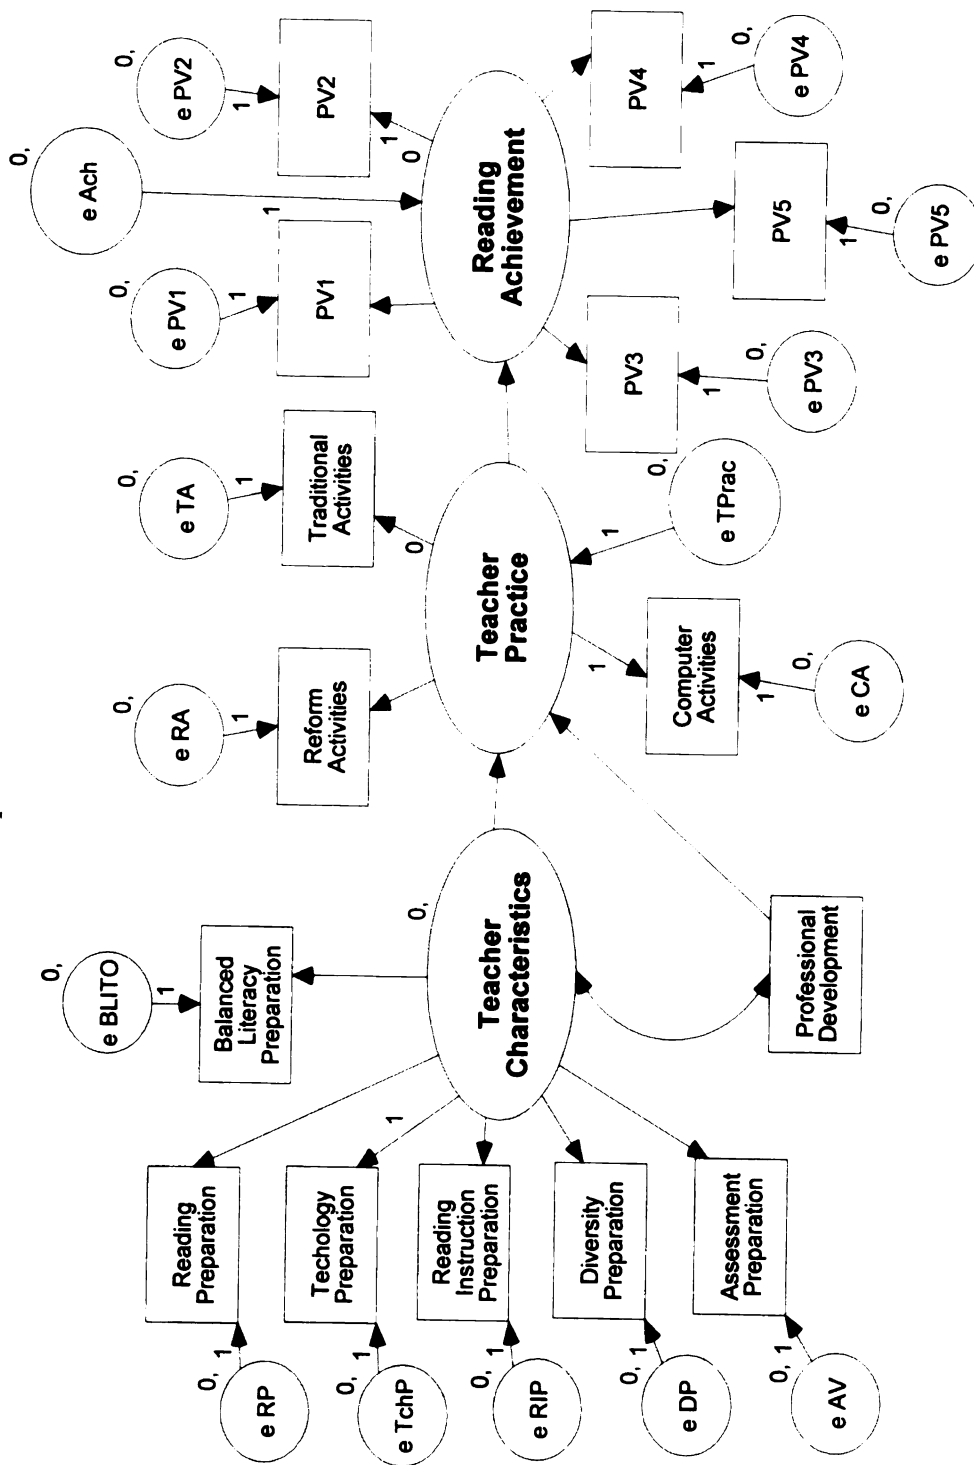 0,
e BLITO
1
Balanced
Literacy
Preparation
0,
e RA
1
Reform
Activities
0,
e TA
1
Traditional
Activities
0,
e PV1
1
PV1
0,
e Ach
1
0,
e PV2
1
PV2
0, 1
e RP
Reading
Preparation
0, 1
e TchP
Techology
Preparation
1
0, 1
e RIP
Reading
Instruction
Preparation
0, 1
e DP
Diversity
Preparation
0, 1
e AV
Assessment
Preparation
0,
Teacher
Characteristics
0
Teacher
Practice
1
0
Reading
Achievement
Professional
Development
1
Computer
Activities
1
0,
e CA
1
0,
e TPrac
PV3
1
0,
e PV3
PV5
1
0,
e PV5
PV4
1
0,
e PV4